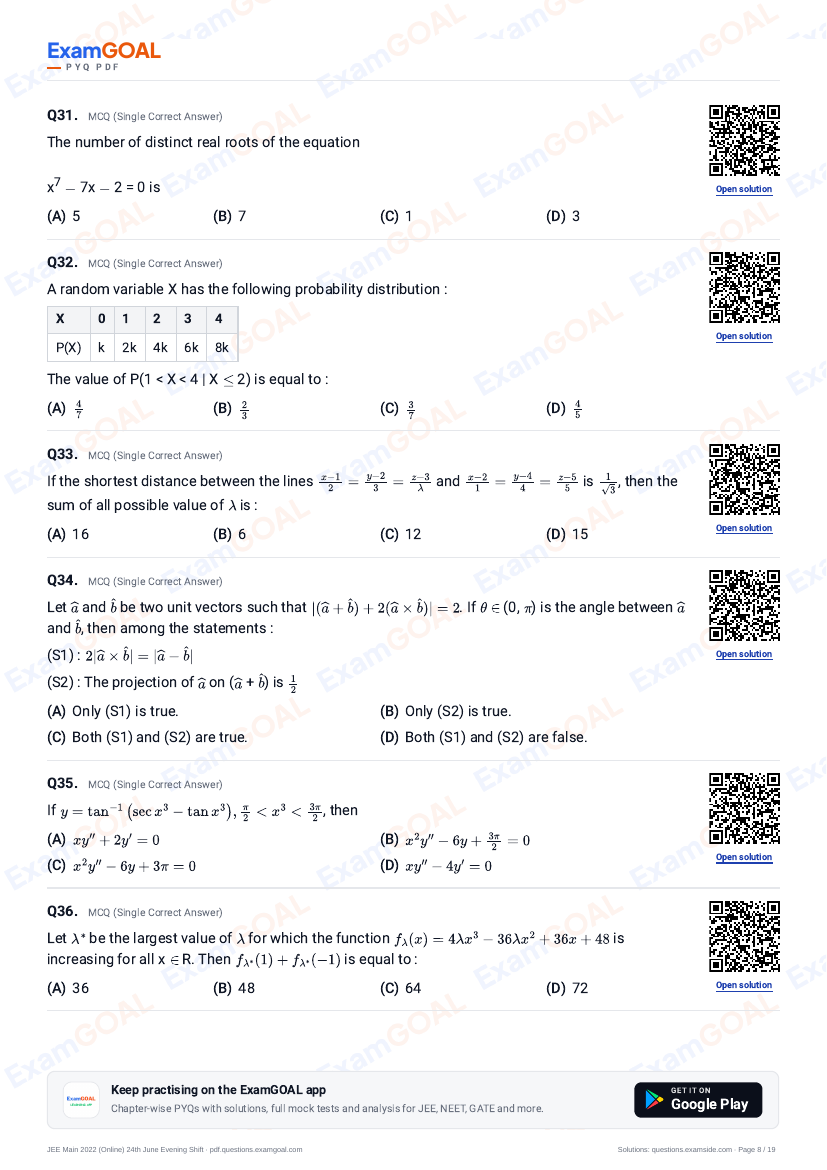 ExamGOAL
PYQ PDF
Q31. MCQ (Single Correct Answer)
The number of distinct real roots of the equation
x⁷ − 7x − 2 = 0 is
(A) 5 (B) 7 (C) 1 (D) 3
Open solution
Q32. MCQ (Single Correct Answer)
A random variable X has the following probability distribution :
X 0 1 2 3 4
P(X) k 2k 4k 6k 8k
The value of P(1 < X < 4 | X ≤ 2) is equal to :
(A) 4/7 (B) 2/3 (C) 3/7 (D) 4/5
Open solution
Q33. MCQ (Single Correct Answer)
If the shortest distance between the lines (x−1)/2 = (y−2)/3 = (z−3)/λ and (x−2)/1 = (y−4)/4 = (z−5)/5 is 1/√3, then the
sum of all possible value of λ is :
(A) 16 (B) 6 (C) 12 (D) 15
Open solution
Q34. MCQ (Single Correct Answer)
Let â and b̂ be two unit vectors such that |(â + b̂) + 2(â × b̂)| = 2. If θ ∈ (0, π) is the angle between â
and b̂, then among the statements :
(S1) : 2|â × b̂| = |â − b̂|
(S2) : The projection of â on (â + b̂) is 1/2
(A) Only (S1) is true. (B) Only (S2) is true.
(C) Both (S1) and (S2) are true. (D) Both (S1) and (S2) are false.
Open solution
Q35. MCQ (Single Correct Answer)
If y = tan⁻¹ (sec x³ − tan x³), π/2 < x³ < 3π/2, then
(A) xy″ + 2y′ = 0 (B) x²y″ − 6y + 3π/2 = 0
(C) x²y″ − 6y + 3π = 0 (D) xy″ − 4y′ = 0
Open solution
Q36. MCQ (Single Correct Answer)
Let λ* be the largest value of λ for which the function f_λ(x) = 4λx³ − 36λx² + 36x + 48 is
increasing for all x ∈ R. Then f_λ*(1) + f_λ*(−1) is equal to :
(A) 36 (B) 48 (C) 64 (D) 72
Open solution
Keep practising on the ExamGOAL app
Chapter-wise PYQs with solutions, full mock tests and analysis for JEE, NEET, GATE and more.
GET IT ON
Google Play
JEE Main 2022 (Online) 24th June Evening Shift · pdf.questions.examgoal.com Solutions: questions.examside.com · Page 8 / 19